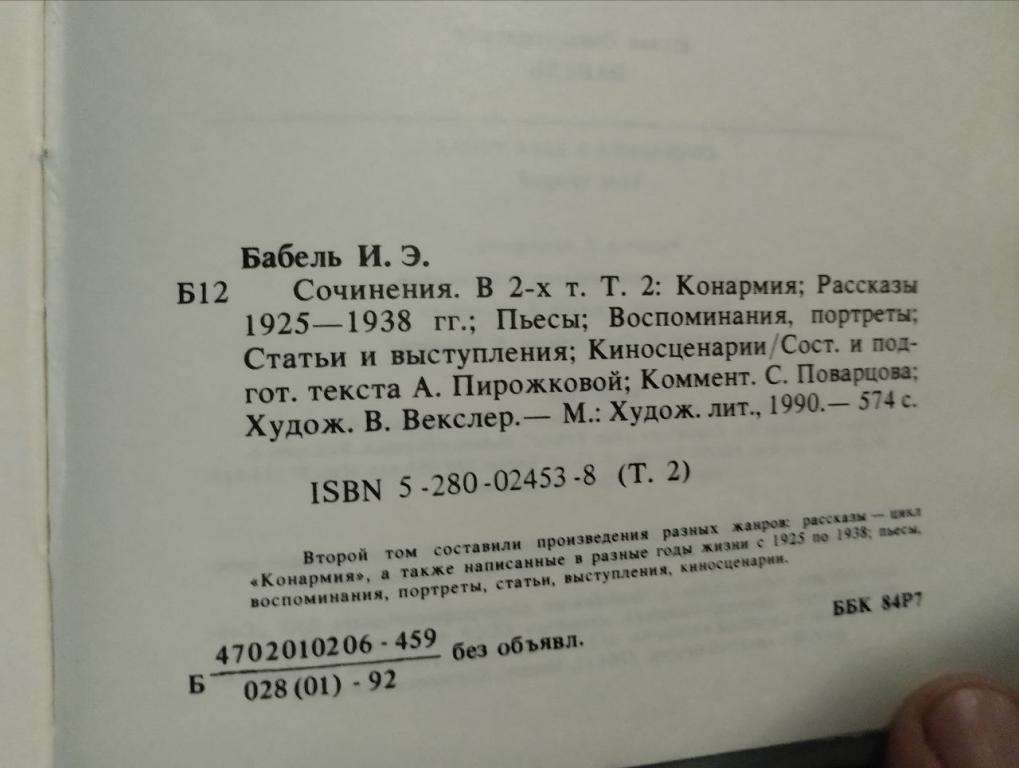 Бабель И. Э.
Б12 Сочинения. В 2-х т. Т. 2: Конармия; Рассказы
1925—1938 гг.; Пьесы; Воспоминания, портреты;
Статьи и выступления; Киносценарии/Сост. и под-
гот. текста А. Пирожковой; Коммент. С. Поварцова;
Худож. В. Векслер.— М.: Худож. лит., 1990.— 574 с.
ISBN 5-280-02453-8 (Т. 2)
Второй том составили произведения разных жанров: рассказы — цикл
«Конармия», а также написанные в разные годы жизни с 1925 по 1938; пьесы,
воспоминания, портреты, статьи, выступления, киносценарии.
ББК 84Р7
4702010206-459
Б без объявл.
028(01)-92